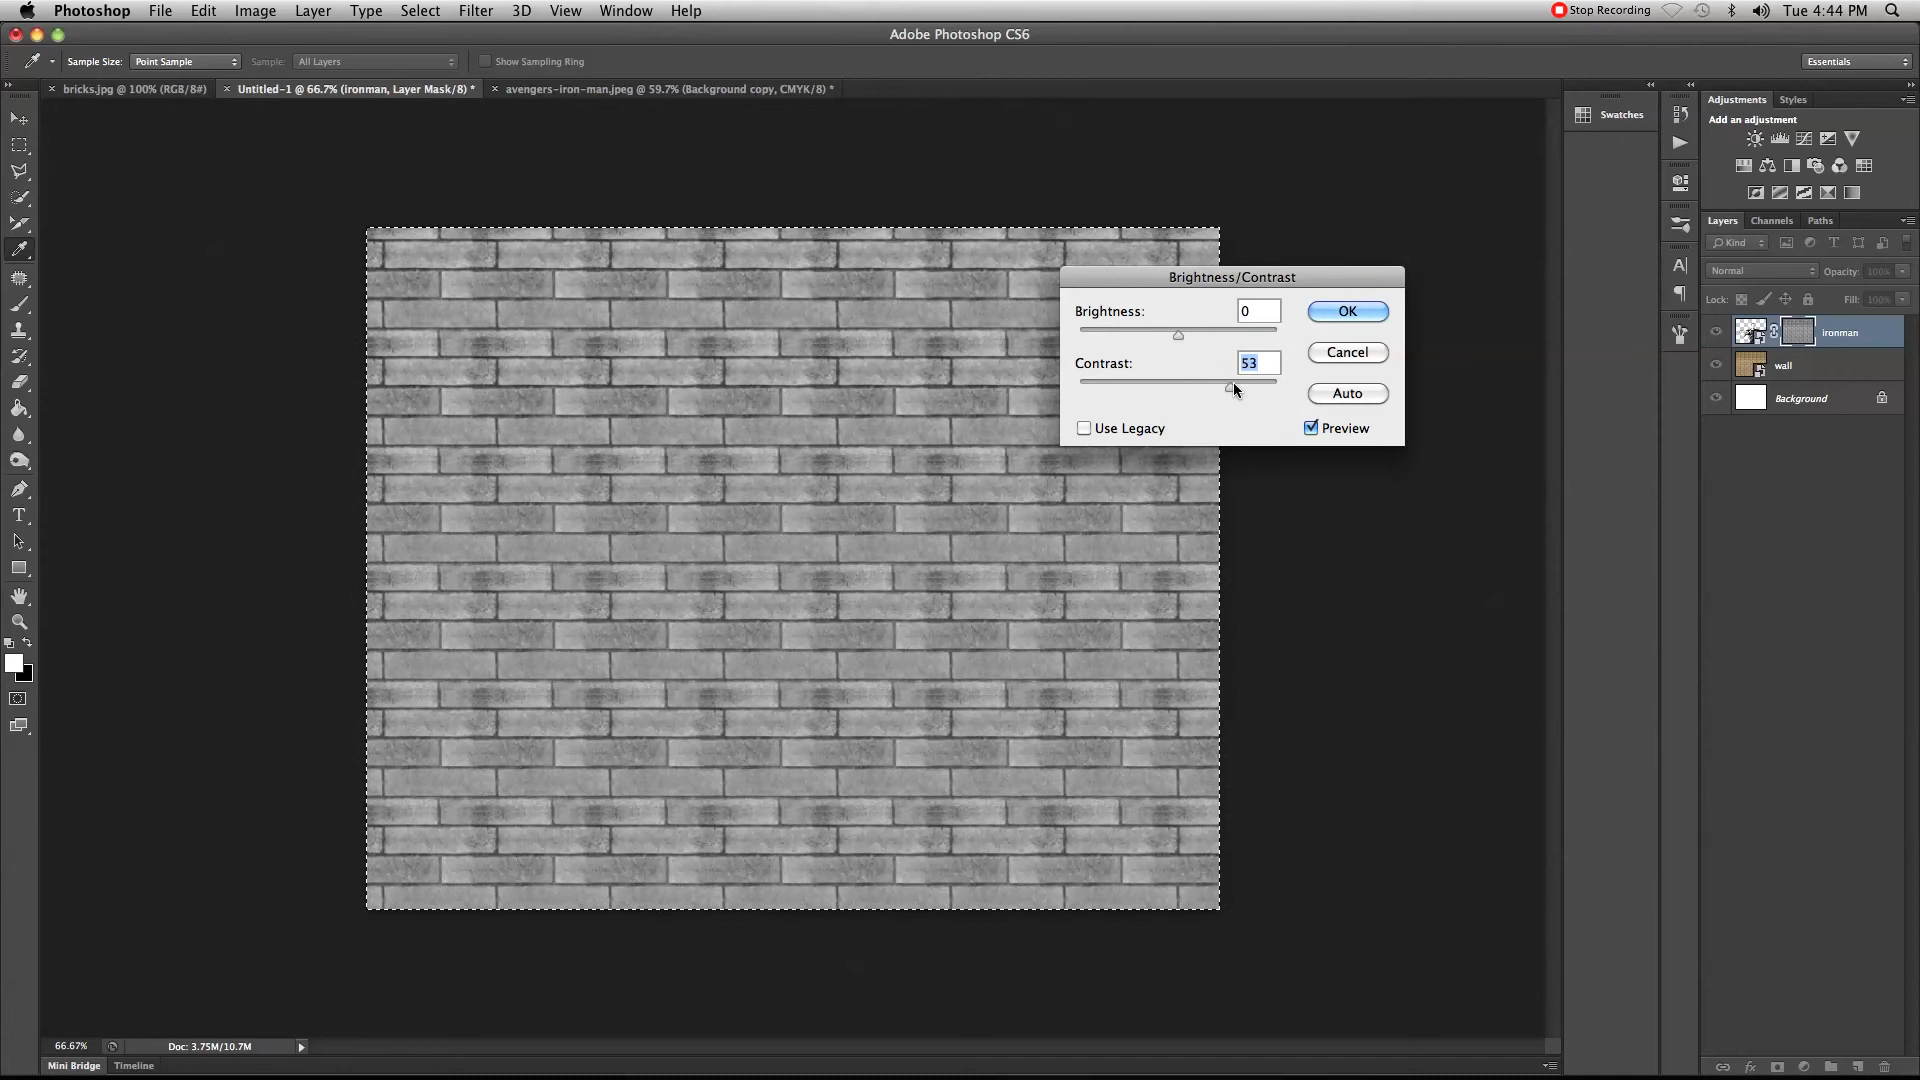 Photoshop File Edit Image Layer Type Select Filter 3D View Window Help Stop Recording Tue 4:44 PM
Adobe Photoshop CS6
Sample Size: Point Sample Sample: All Layers Show Sampling Ring Essentials
bricks.jpg @ 100% (RGB/8#) Untitled-1 @ 66.7% (ironman, Layer Mask/8) * avengers-iron-man.jpeg @ 59.7% (Background copy, CMYK/8) *
Swatches
Adjustments Styles
Add an adjustment
Layers Channels Paths
Kind
Normal Opacity: 100%
Lock: Fill: 100%
ironman
wall
Background
Brightness/Contrast
Brightness: 0 OK
Cancel
Contrast: 53
Auto
Use Legacy Preview
66.67% Doc: 3.75M/10.7M
Mini Bridge Timeline